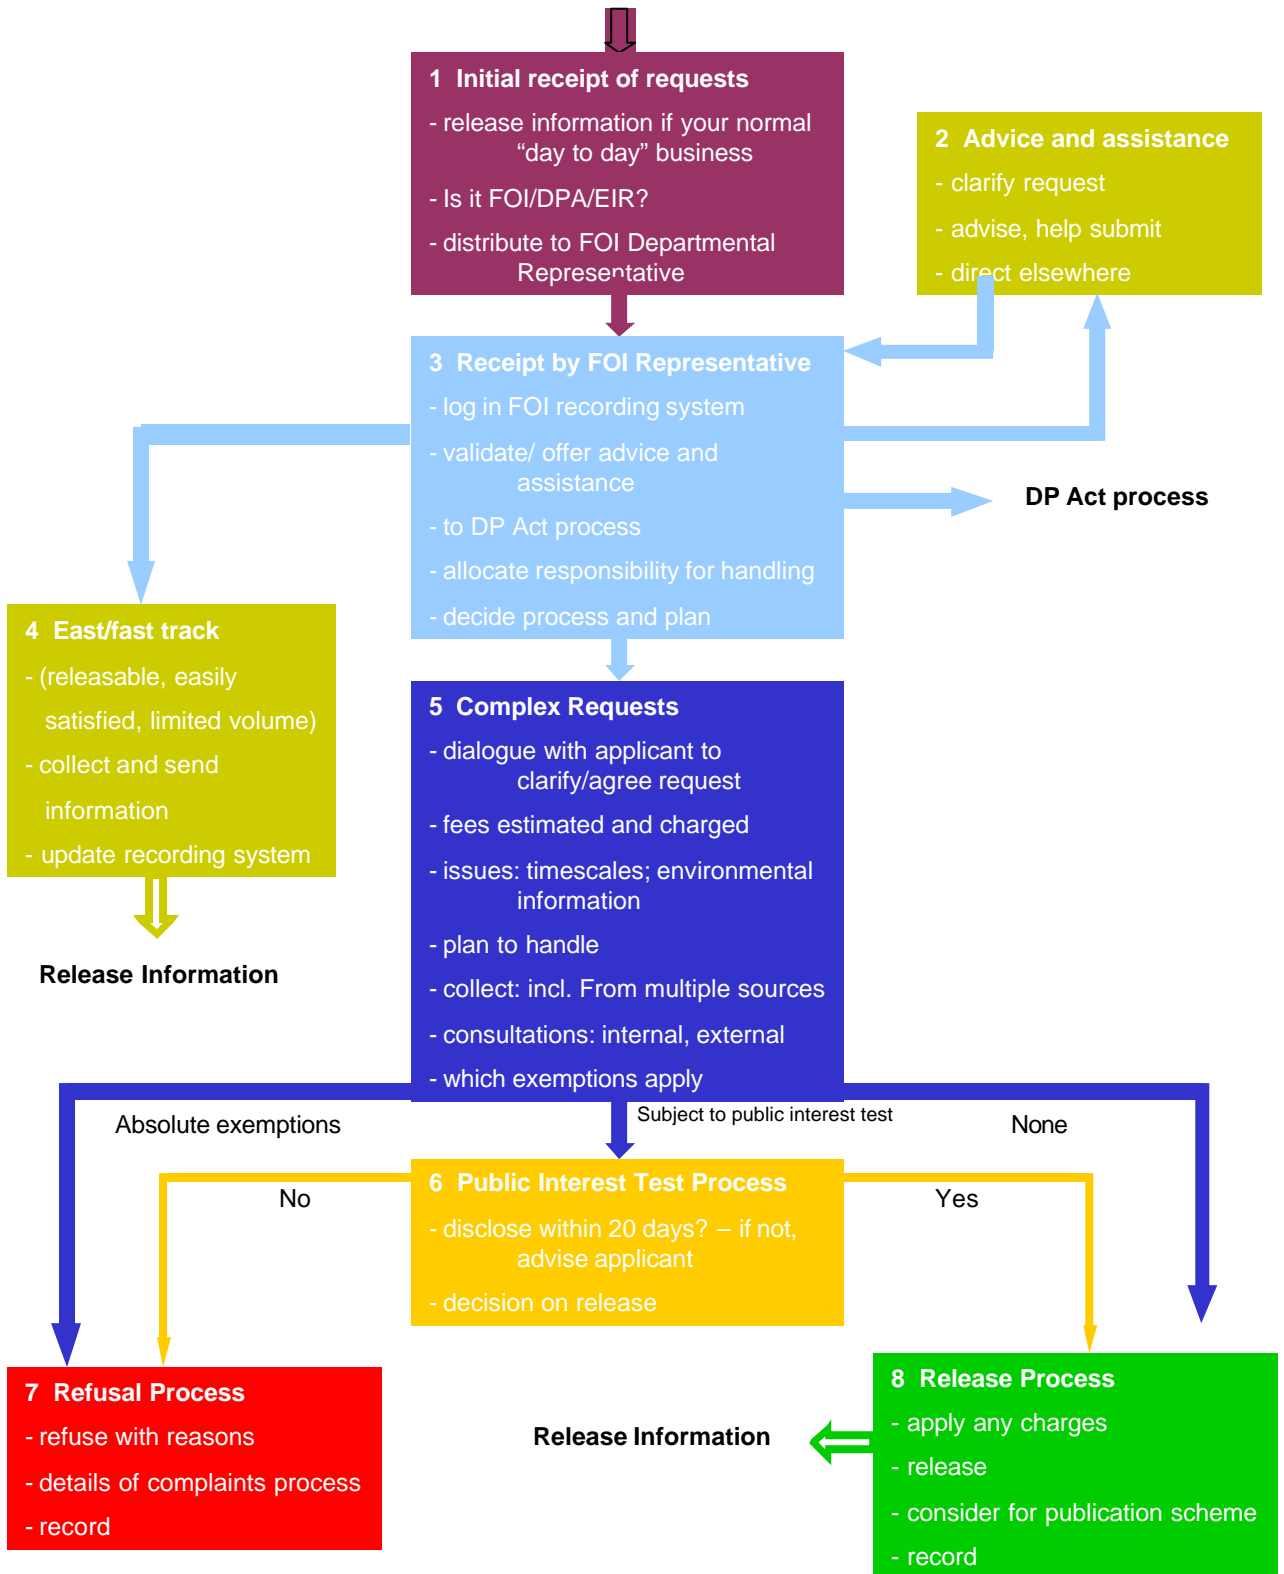 1 Initial receipt of requests
- release information if your normal
“day to day” business
- Is it FOI/DPA/EIR?
- distribute to FOI Departmental
Representative
2 Advice and assistance
- clarify request
- advise, help submit
- direct elsewhere
3 Receipt by FOI Representative
- log in FOI recording system
- validate/ offer advice and
assistance
- to DP Act process
- allocate responsibility for handling
- decide process and plan
DP Act process
4 East/fast track
- (releasable, easily
satisfied, limited volume)
- collect and send
information
- update recording system
Release Information
5 Complex Requests
- dialogue with applicant to
clarify/agree request
- fees estimated and charged
- issues: timescales; environmental
information
- plan to handle
- collect: incl. From multiple sources
- consultations: internal, external
- which exemptions apply
Absolute exemptions
Subject to public interest test
None
6 Public Interest Test Process
- disclose within 20 days? – if not,
advise applicant
- decision on release
No
Yes
7 Refusal Process
- refuse with reasons
- details of complaints process
- record
Release Information
8 Release Process
- apply any charges
- release
- consider for publication scheme
- record